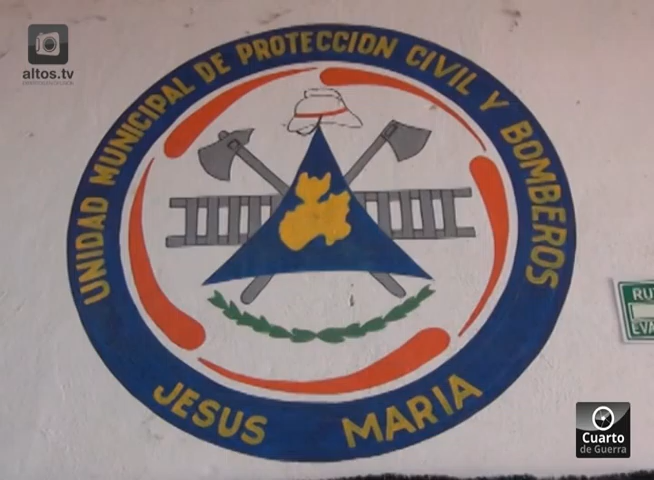 altos.tv
UNIDAD MUNICIPAL DE PROTECCION CIVIL Y BOMBEROS
JESUS MARIA
RU
EVA
Cuarto
de Guerra